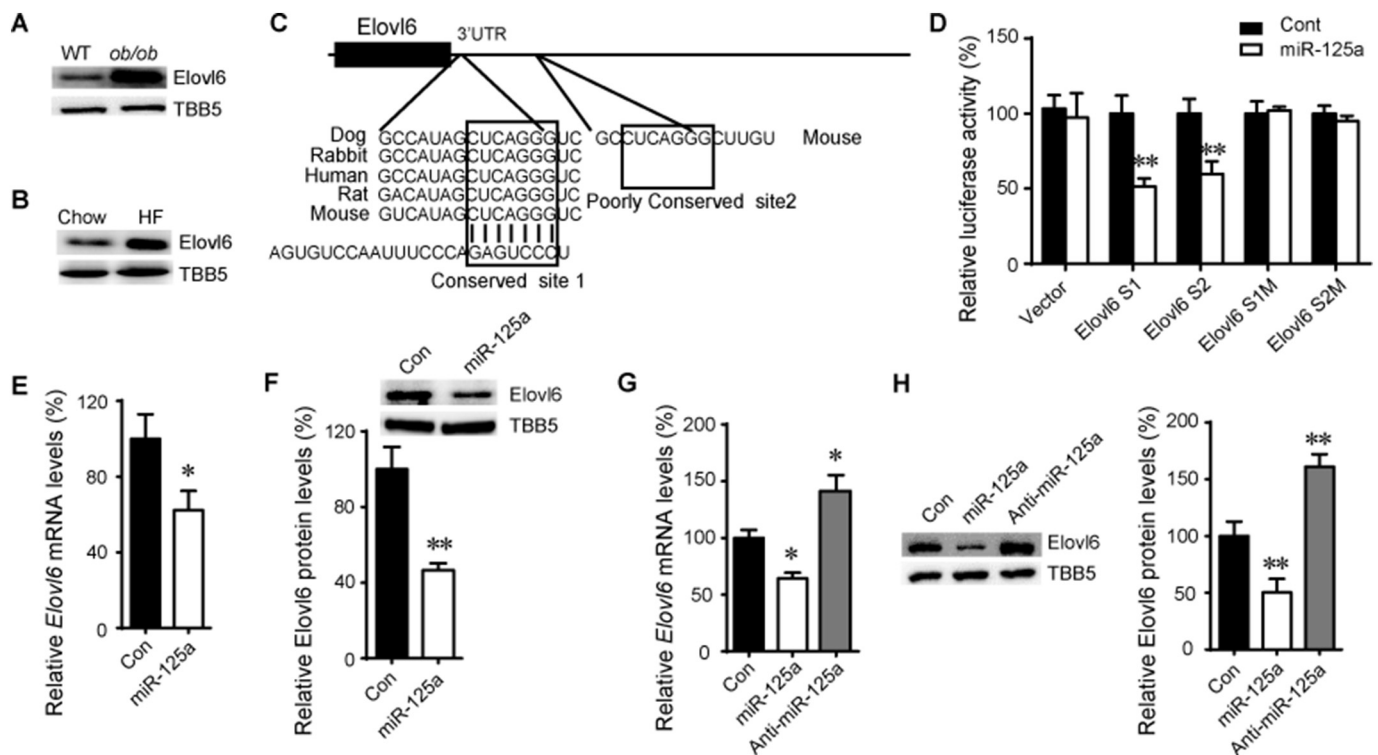 A
WT ob/ob
Elovl6
TBB5
B
Chow HF
Elovl6
TBB5
C
Elovl6
3'UTR
Dog GCCAUAGCUCAGGGUC GCCUCAGGGCUUGU Mouse
Rabbit GCCAUAGCUCAGGGUC
Human GCCAUAGCUCAGGGUC
Rat GACAUAGCUCAGGGUC
Mouse GUCAUAGCUCAGGGUC
Poorly Conserved site2
AGUGUCCAAUUUCCCAGAGUCCCU
Conserved site 1
D
Cont
miR-125a
Relative luciferase activity (%)
150
100
50
0
** **
Vector
Elovl6 S1
Elovl6 S2
Elovl6 S1M
Elovl6 S2M
E
Relative Elovl6 mRNA levels (%)
120
80
40
0
*
Con
miR-125a
F
Con
miR-125a
Elovl6
TBB5
Relative Elovl6 protein levels (%)
120
80
40
0
**
Con
miR-125a
G
Relative Elovl6 mRNA levels (%)
200
150
100
50
0
* *
Con
miR-125a
Anti-miR-125a
H
Con
miR-125a
Anti-miR-125a
Elovl6
TBB5
Relative Elovl6 protein levels (%)
200
150
100
50
0
** **
Con
miR-125a
Anti-miR-125a